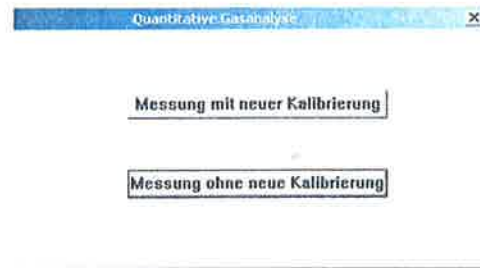 Quantitative Gasanalyse
Messung mit neuer Kalibrierung
Messung ohne neue Kalibrierung